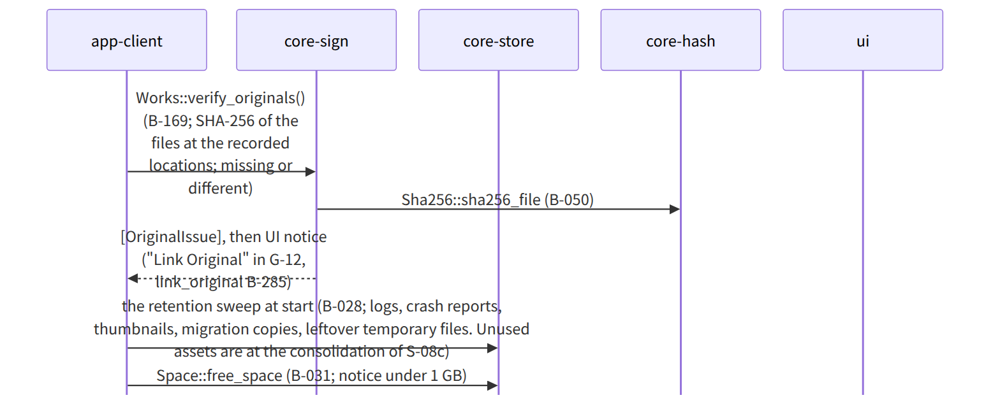 app-client
core-sign
core-store
core-hash
ui
Works::verify_originals()
(B-169; SHA-256 of the
files at the recorded
locations; missing or
different)
Sha256::sha256_file (B-050)
[OriginalIssue], then UI notice
("Link Original" in G-12,
link_original B-285)
the retention sweep at start (B-028; logs, crash reports,
thumbnails, migration copies, leftover temporary files. Unused
assets are at the consolidation of S-08c)
Space::free_space (B-031; notice under 1 GB)